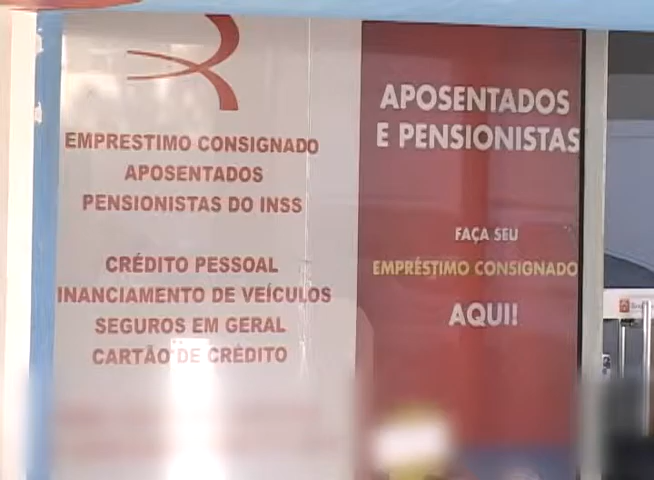 EMPRESTIMO CONSIGNADO
APOSENTADOS
PENSIONISTAS DO INSS
CRÉDITO PESSOAL
INANCIAMENTO DE VEÍCULOS
SEGUROS EM GERAL
CARTÃO DE CRÉDITO
APOSENTADOS
E PENSIONISTAS
FAÇA SEU
EMPRÉSTIMO CONSIGNADO
AQUI!